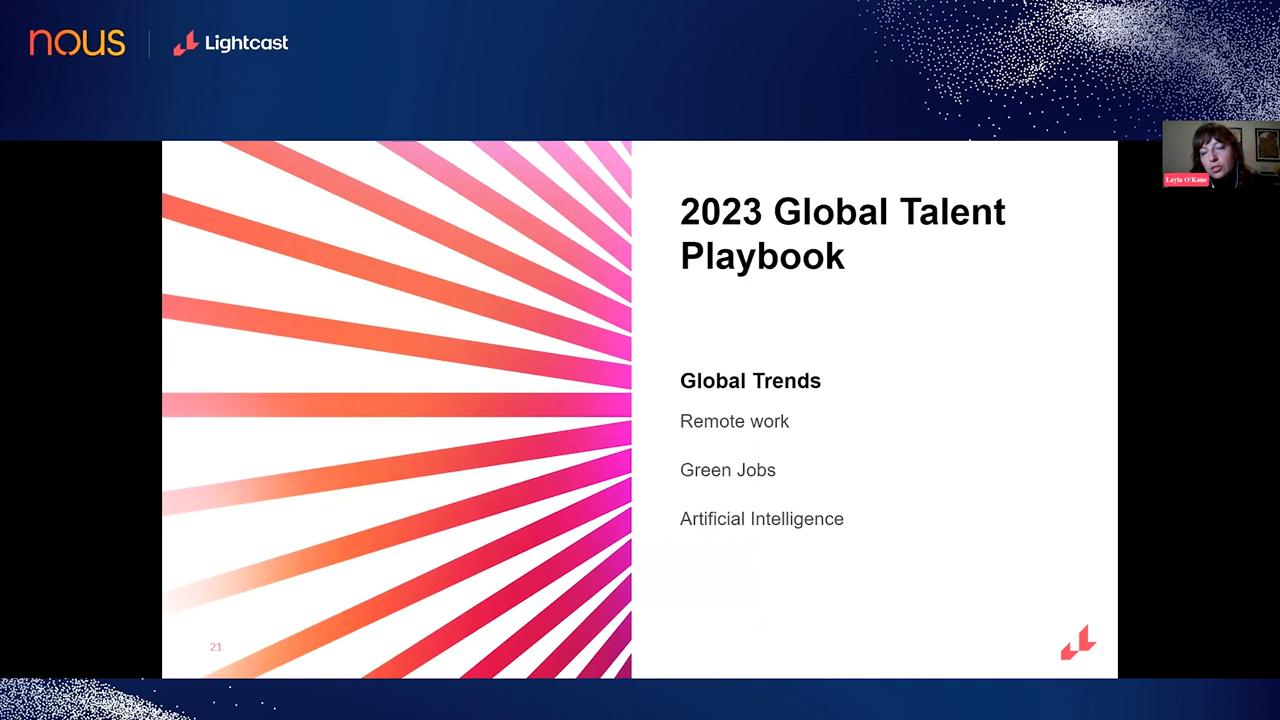 nous
Lightcast
Layla O'Kane
2023 Global Talent
Playbook
Global Trends
Remote work
Green Jobs
Artificial Intelligence
21